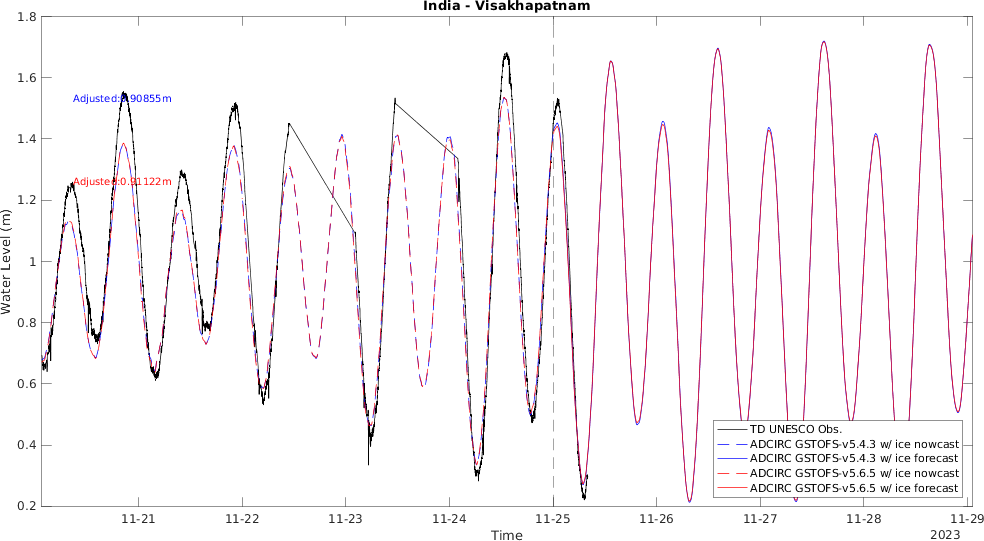 India - Visakhapatnam
1.8
1.6
1.4
1.2
1
0.8
0.6
0.4
0.2
Water Level (m)
Adjusted:0.90855m
Adjusted:0.91122m
TD UNESCO Obs.
ADCIRC GSTOFS-v5.4.3 w/ ice nowcast
ADCIRC GSTOFS-v5.4.3 w/ ice forecast
ADCIRC GSTOFS-v5.6.5 w/ ice nowcast
ADCIRC GSTOFS-v5.6.5 w/ ice forecast
11-21 11-22 11-23 11-24 11-25 11-26 11-27 11-28 11-29
2023
Time